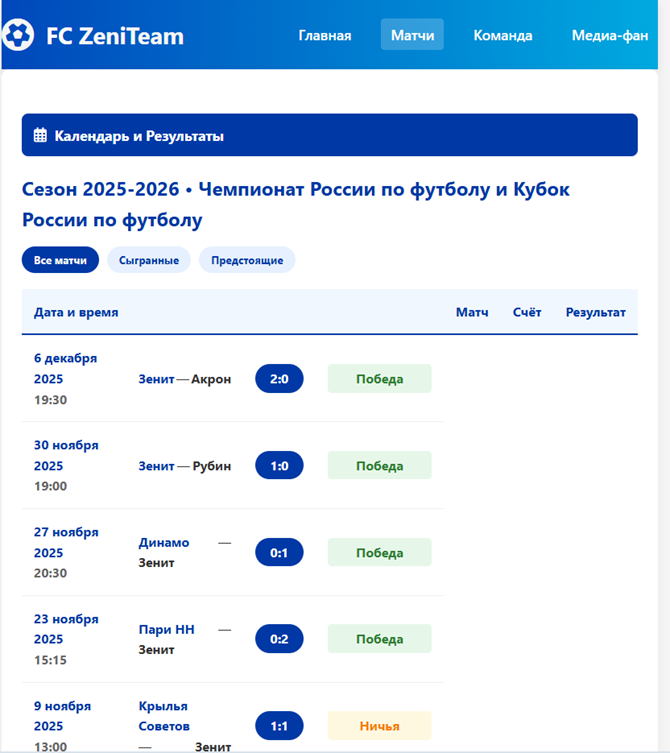 FC ZeniTeam
Главная Матчи Команда Медиа-фан
Календарь и Результаты
Сезон 2025-2026 • Чемпионат России по футболу и Кубок
России по футболу
Все матчи Сыгранные Предстоящие
Дата и время Матч Счёт Результат
6 декабря
2025
19:30
Зенит — Акрон 2:0 Победа
30 ноября
2025
19:00
Зенит — Рубин 1:0 Победа
27 ноября
2025
20:30
Динамо —
Зенит
0:1 Победа
23 ноября
2025
15:15
Пари НН —
Зенит
0:2 Победа
9 ноября
2025
13:00
Крылья
Советов
— Зенит
1:1 Ничья